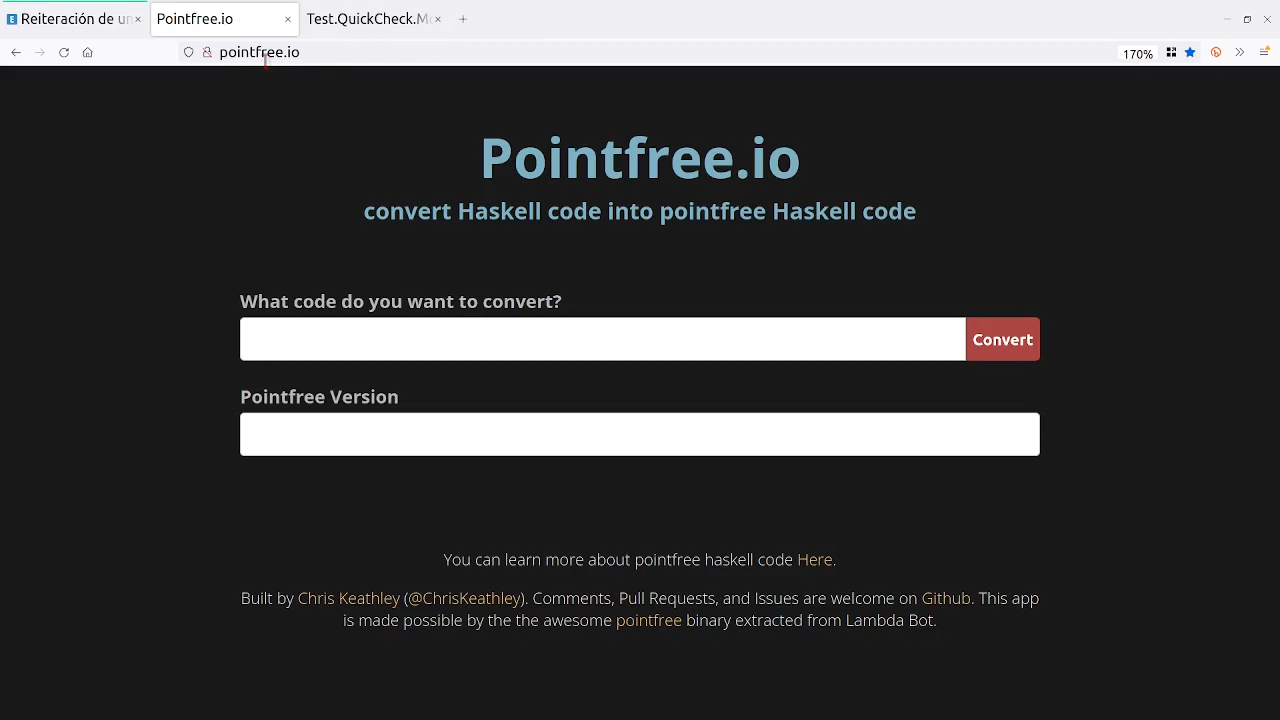 Reiteración de un
Pointfree.io
Test.QuickCheck.Mo
pointfree.io
170%
Pointfree.io
convert Haskell code into pointfree Haskell code
What code do you want to convert?
Convert
Pointfree Version
You can learn more about pointfree haskell code Here.
Built by Chris Keathley (@ChrisKeathley). Comments, Pull Requests, and Issues are welcome on Github. This app
is made possible by the the awesome pointfree binary extracted from Lambda Bot.